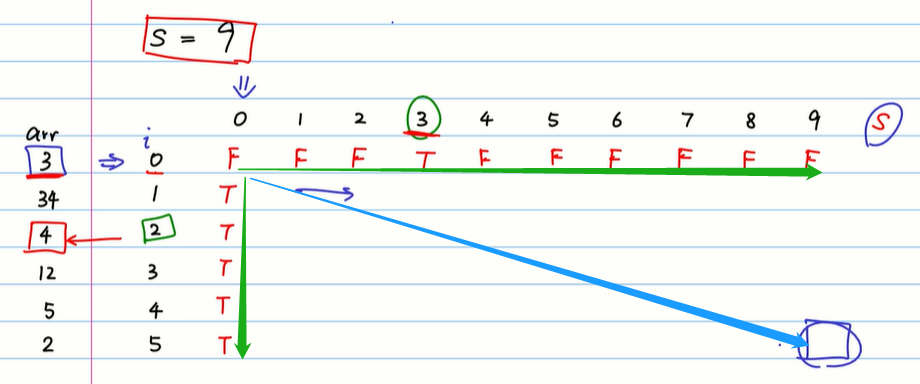 S = 9
0 1 2 3 4 5 6 7 8 9 S
arr i
3 0 F F F T F F F F F F
34 1 T
4 2 T
12 3 T
5 4 T
2 5 T